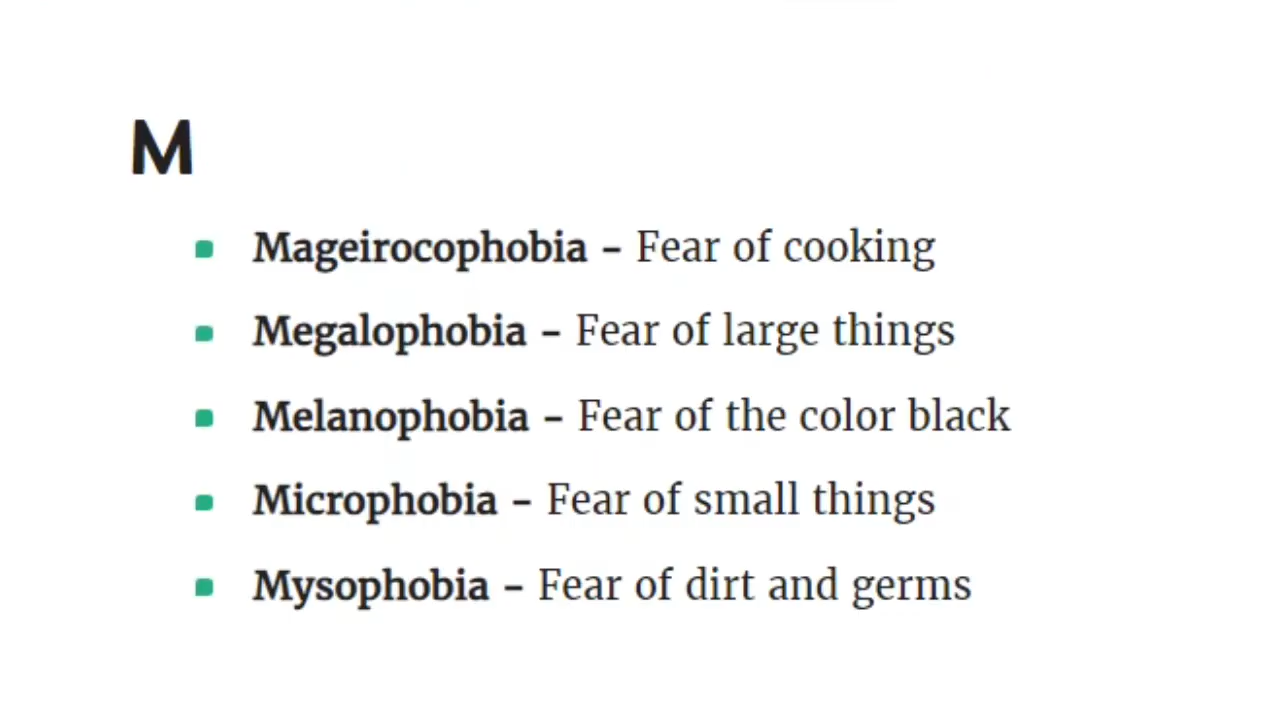 M
Mageirocophobia – Fear of cooking
Megalophobia – Fear of large things
Melanophobia – Fear of the color black
Microphobia – Fear of small things
Mysophobia – Fear of dirt and germs